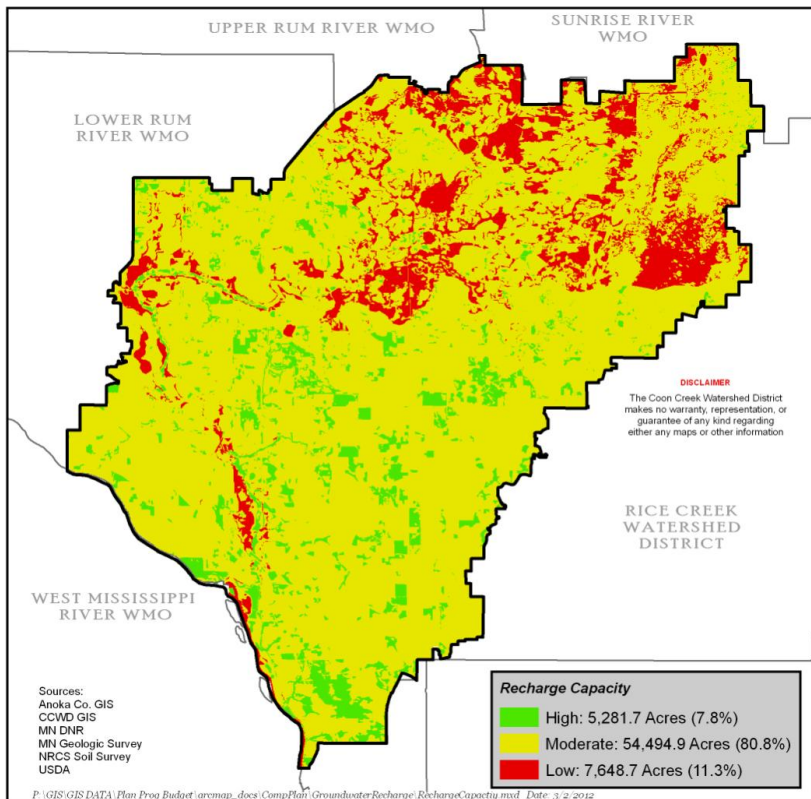 UPPER RUM RIVER WMO
SUNRISE RIVER
WMO
LOWER RUM
RIVER WMO
DISCLAIMER
The Coon Creek Watershed District
makes no warranty, representation, or
guarantee of any kind regarding
either any maps or other information
RICE CREEK
WATERSHED
DISTRICT
WEST MISSISSIPPI
RIVER WMO
Sources:
Anoka Co. GIS
CCWD GIS
MN DNR
MN Geologic Survey
NRCS Soil Survey
USDA
Recharge Capacity
High: 5,281.7 Acres (7.8%)
Moderate: 54,494.9 Acres (80.8%)
Low: 7,648.7 Acres (11.3%)
P:\GIS\GIS DATA\Plan Prog Budget\arcmap_docs\CompPlan\GroundwaterRecharge\RechargeCapactiy.mxd Date: 3/2/2012